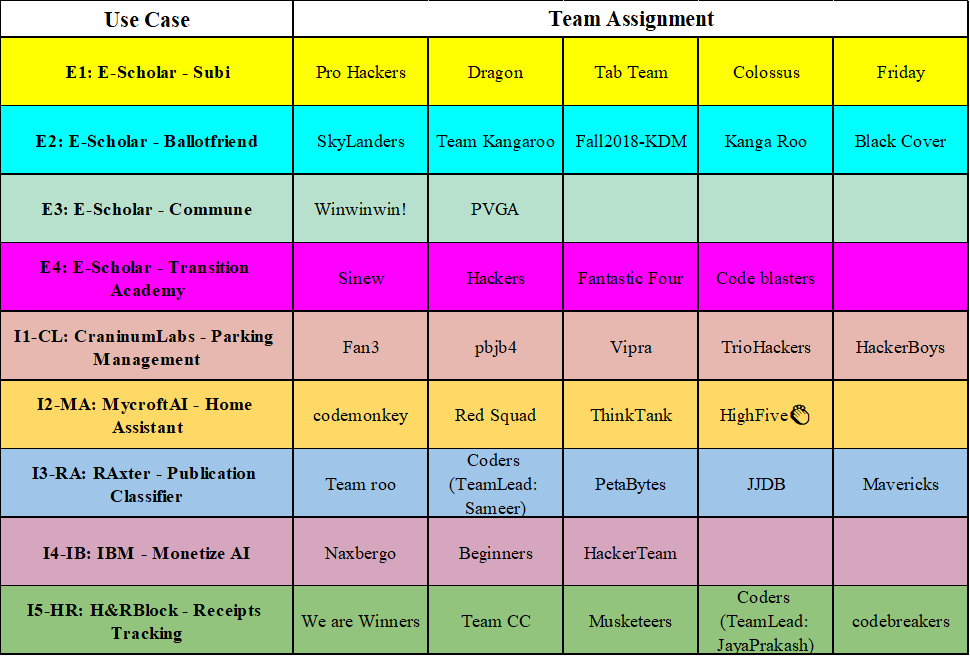 Use Case Team Assignment
E1: E-Scholar - Subi Pro Hackers Dragon Tab Team Colossus Friday
E2: E-Scholar - Ballotfriend SkyLanders Team Kangaroo Fall2018-KDM Kanga Roo Black Cover
E3: E-Scholar - Commune Winwinwin! PVGA
E4: E-Scholar - Transition
Academy
Sinew Hackers Fantastic Four Code blasters
I1-CL: CraninumLabs - Parking
Management
Fan3 pbjb4 Vipra TrioHackers HackerBoys
I2-MA: MycroftAI - Home
Assistant
codemonkey Red Squad ThinkTank HighFive👏
I3-RA: RAxter - Publication
Classifier
Team roo
Coders
(TeamLead:
Sameer)
PetaBytes JJDB Mavericks
I4-IB: IBM - Monetize AI Naxbergo Beginners HackerTeam
I5-HR: H&RBlock - Receipts
Tracking
We are Winners Team CC Musketeers
Coders
(TeamLead:
JayaPrakash)
codebreakers